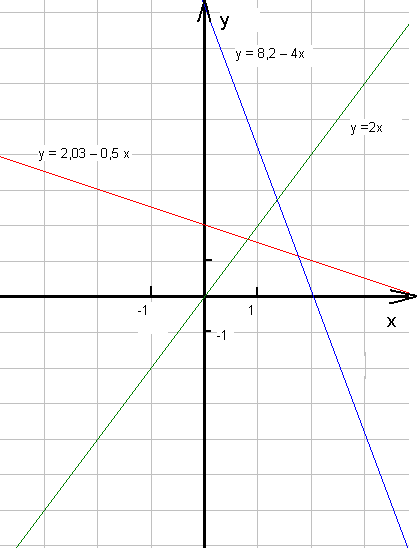 y
y = 8,2 – 4x
y =2x
y = 2,03 – 0,5 x
-1
1
x
-1